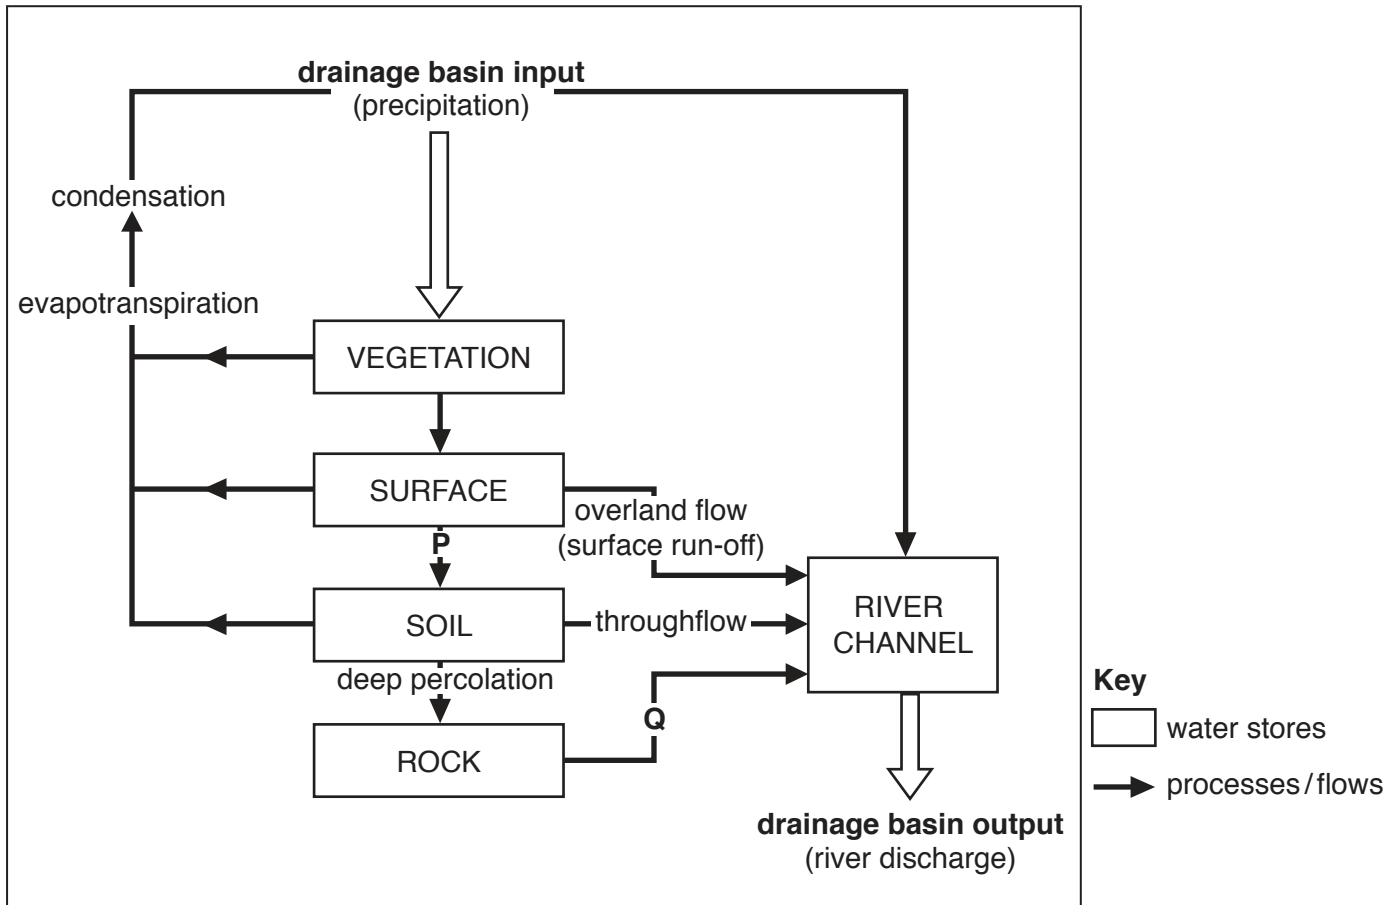 drainage basin input
(precipitation)
condensation
evapotranspiration
VEGETATION
SURFACE
overland flow
(surface run-off)
P
SOIL
throughflow
RIVER
CHANNEL
deep percolation
Q
ROCK
drainage basin output
(river discharge)
Key
water stores
processes/flows